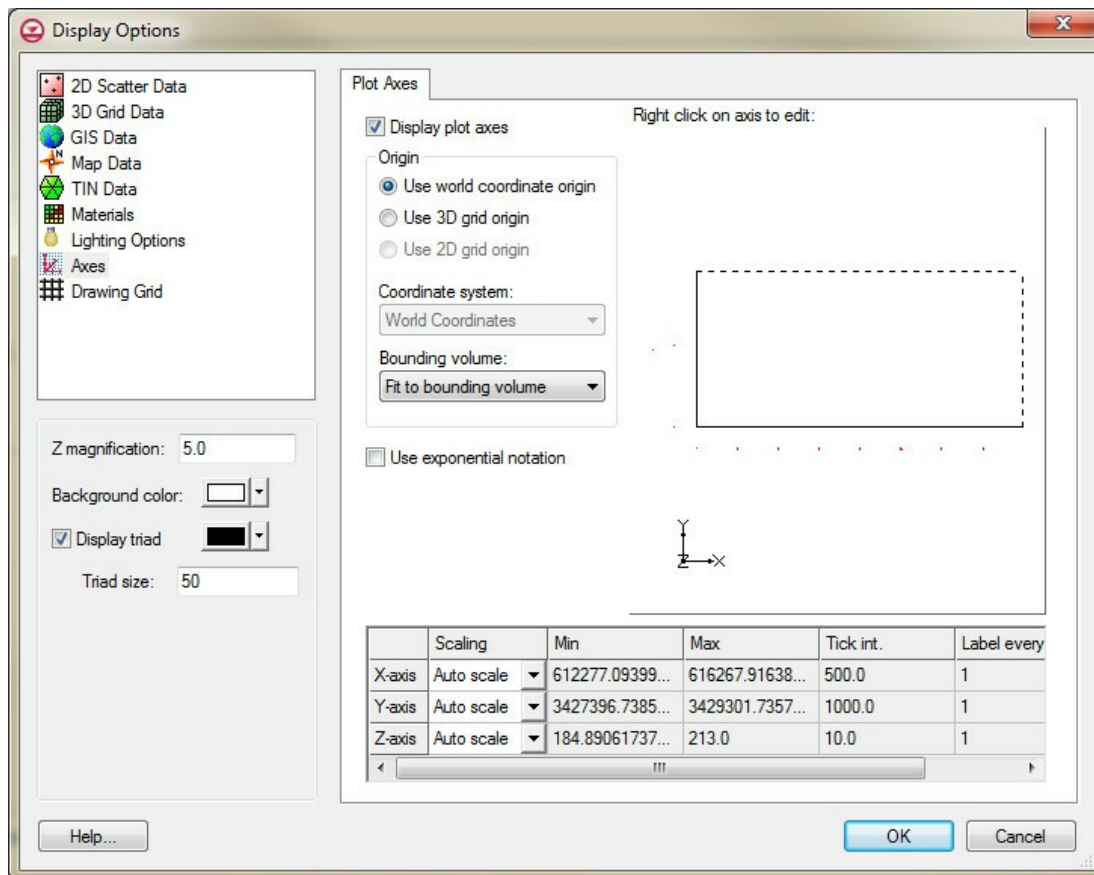 Display Options
2D Scatter Data
3D Grid Data
GIS Data
Map Data
TIN Data
Materials
Lighting Options
Axes
Drawing Grid
Z magnification: 5.0
Background color:
Display triad
Triad size: 50
Plot Axes
Display plot axes
Origin
Use world coordinate origin
Use 3D grid origin
Use 2D grid origin
Coordinate system:
World Coordinates
Bounding volume:
Fit to bounding volume
Use exponential notation
Right click on axis to edit:
Y
Z X
Scaling Min Max Tick int. Label every
X-axis Auto scale 612277.09399... 616267.91638... 500.0 1
Y-axis Auto scale 3427396.7385... 3429301.7357... 1000.0 1
Z-axis Auto scale 184.89061737... 213.0 10.0 1
Help... OK Cancel